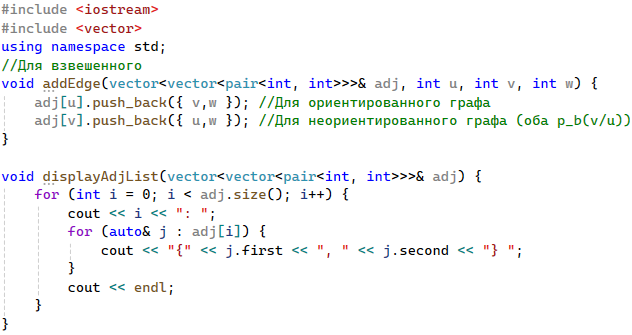 #include <iostream>
#include <vector>
using namespace std;
//Для взвешенного
void addEdge(vector<vector<pair<int, int>>>& adj, int u, int v, int w) {
    adj[u].push_back({ v,w }); //Для ориентированного графа
    adj[v].push_back({ u,w }); //Для неориентированного графа (оба p_b(v/u))
}

void displayAdjList(vector<vector<pair<int, int>>>& adj) {
    for (int i = 0; i < adj.size(); i++) {
        cout << i << ": ";
        for (auto& j : adj[i]) {
            cout << "{" << j.first << ", " << j.second << "} ";
        }
        cout << endl;
    }
}